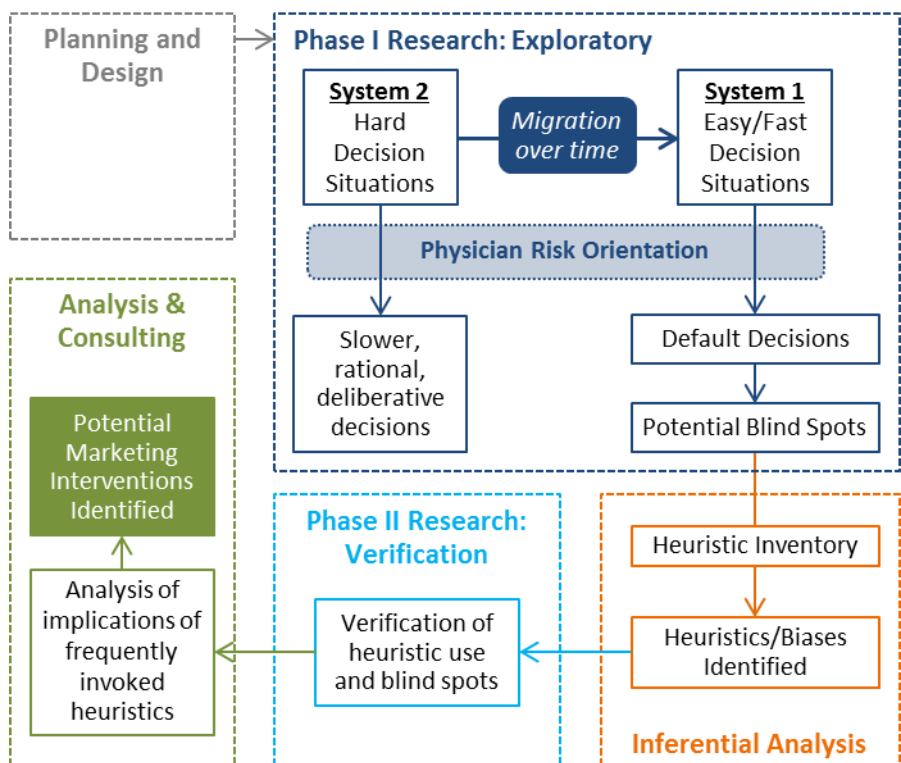 Planning and
Design
Phase I Research: Exploratory
System 2
Hard
Decision
Situations
Migration
over time
System 1
Easy/Fast
Decision
Situations
Physician Risk Orientation
Slower,
rational,
deliberative
decisions
Default Decisions
Potential Blind Spots
Heuristic Inventory
Heuristics/Biases
Identified
Inferential Analysis
Phase II Research:
Verification
Verification of
heuristic use
and blind spots
Analysis &
Consulting
Potential
Marketing
Interventions
Identified
Analysis of
implications of
frequently
invoked
heuristics